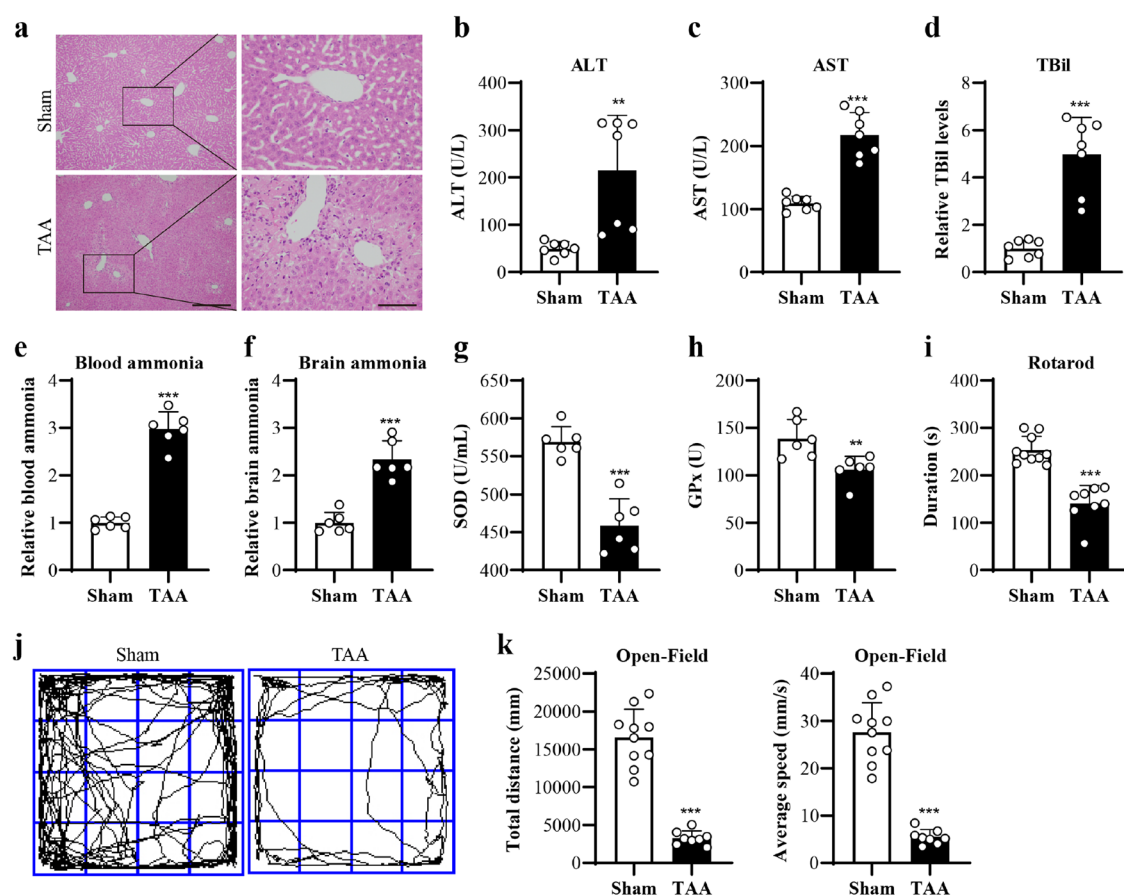 a
Sham
TAA
b
ALT
ALT (U/L)
400
300
200
100
0
**
Sham TAA
c
AST
AST (U/L)
300
200
100
0
***
Sham TAA
d
TBil
Relative TBil levels
8
6
4
2
0
***
Sham TAA
e
Blood ammonia
Relative blood ammonia
4
3
2
1
0
***
Sham TAA
f
Brain ammonia
Relative brain ammonia
4
3
2
1
0
***
Sham TAA
g
SOD (U/mL)
650
600
550
500
450
400
***
Sham TAA
h
GPx (U)
200
150
100
50
0
**
Sham TAA
i
Rotarod
Duration (s)
400
300
200
100
0
***
Sham TAA
j
Sham TAA
k
Open-Field
Total distance (mm)
25000
20000
15000
10000
5000
0
***
Sham TAA
Open-Field
Average speed (mm/s)
40
30
20
10
0
***
Sham TAA